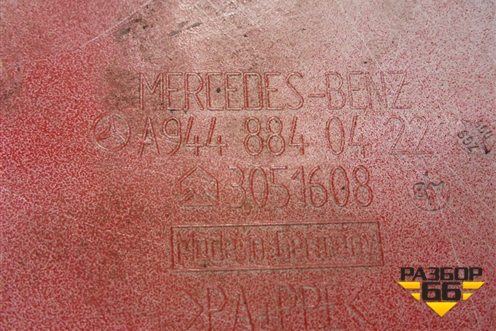 MERCEDES-BENZ
A944 884 04 22
3051608
Made in Germany
>PA+PPE<
РАЗБОР
66